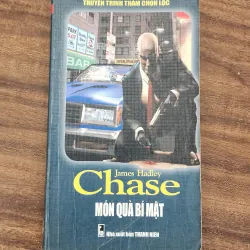 TRUYỆN TRINH THÁM CHỌN LỌC
BAR
James Hadley
Chase
MÓN QUÀ BÍ MẬT
Nhà xuất bản THANH NIÊN